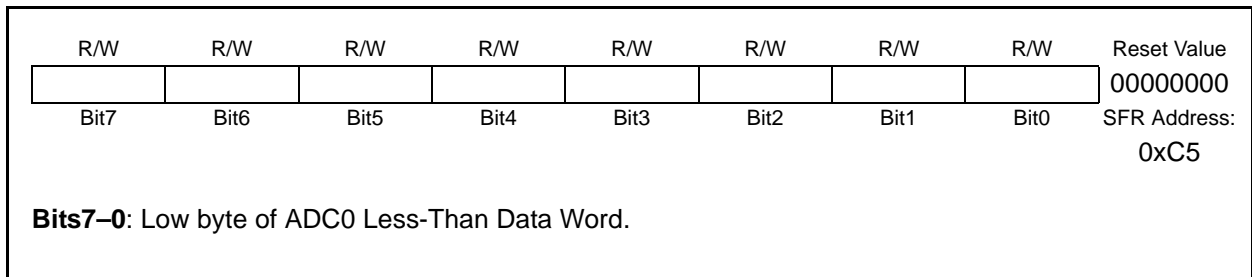 R/W R/W R/W R/W R/W R/W R/W R/W Reset Value
00000000
Bit7 Bit6 Bit5 Bit4 Bit3 Bit2 Bit1 Bit0 SFR Address:
0xC5
Bits7–0: Low byte of ADC0 Less-Than Data Word.